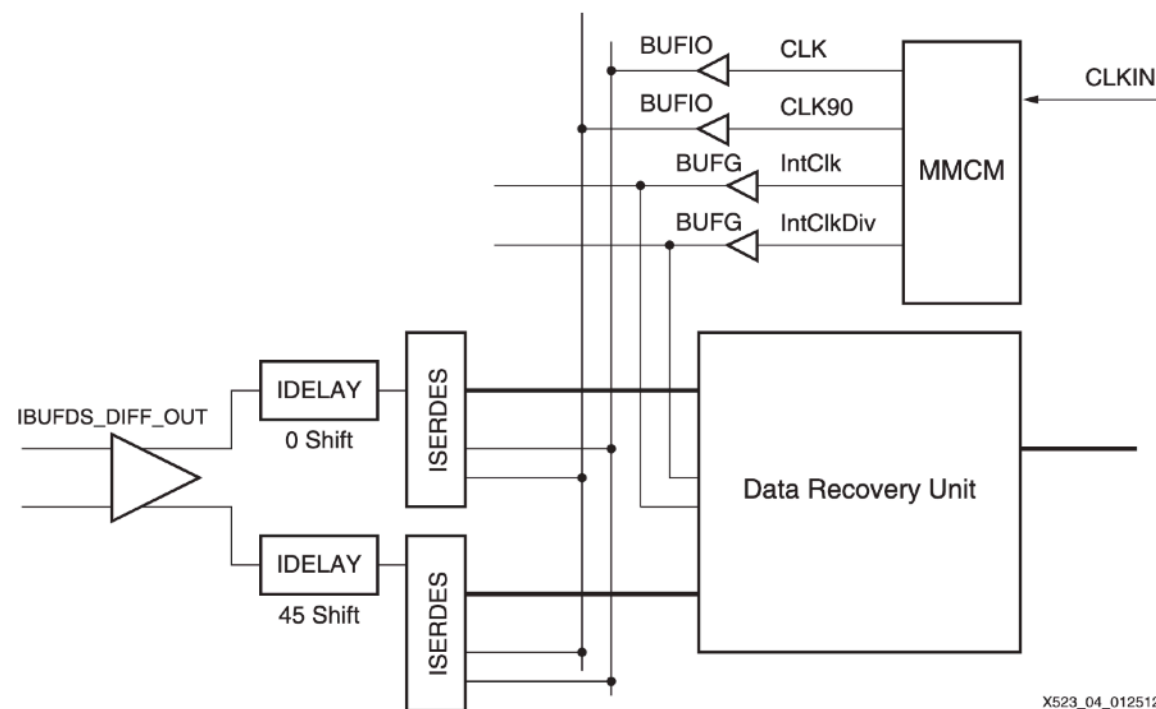 BUFIO
CLK
CLKIN
BUFIO
CLK90
BUFG
IntClk
MMCM
BUFG
IntClkDiv
IBUFDS_DIFF_OUT
IDELAY
0 Shift
ISERDES
Data Recovery Unit
IDELAY
45 Shift
ISERDES
X523_04_012512